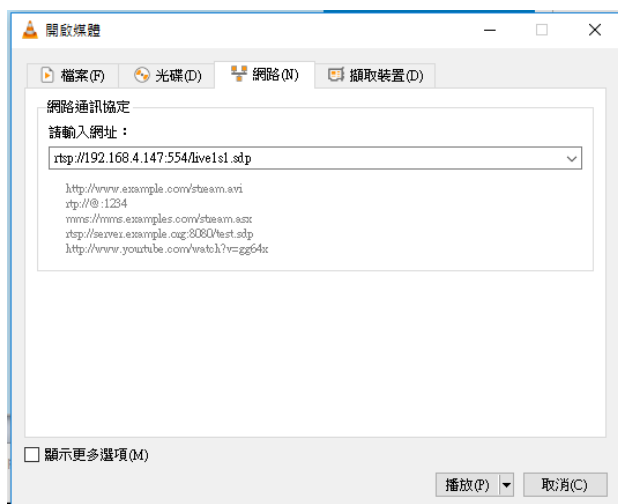 開啟媒體
檔案(F) 光碟(D) 網路(N) 擷取裝置(D)
網路通訊協定
請輸入網址：
rtsp://192.168.4.147:554/live1s1.sdp
http://www.example.com/stream.avi
rtp://@:1234
mms://mms.examples.com/stream.asx
rtsp://server.example.org:8080/test.sdp
http://www.yourtube.com/watch?v=gg64x
顯示更多選項(M)
播放(P) 取消(C)